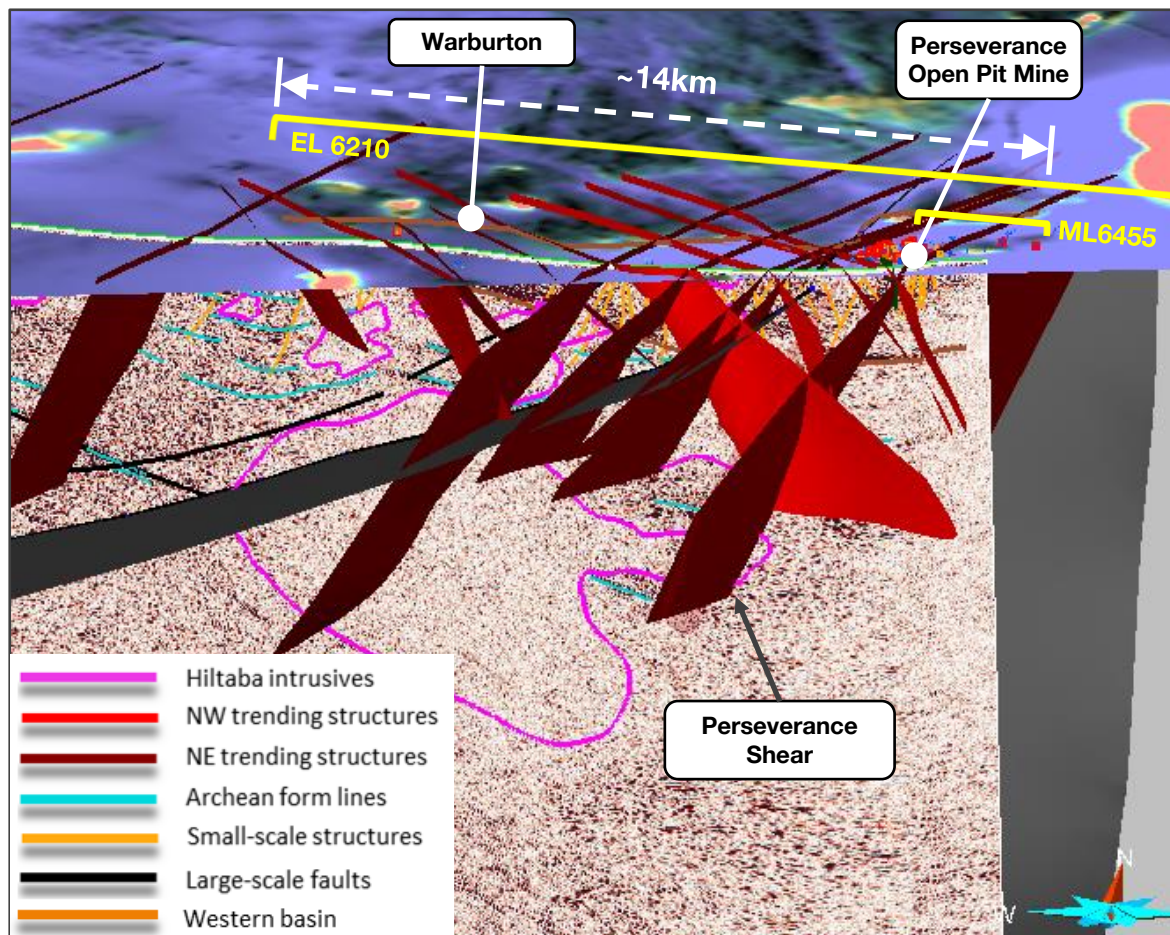 Warburton
Perseverance
Open Pit Mine
~14km
EL 6210
ML6455
Perseverance
Shear
Hiltaba intrusives
NW trending structures
NE trending structures
Archean form lines
Small-scale structures
Large-scale faults
Western basin
N
W